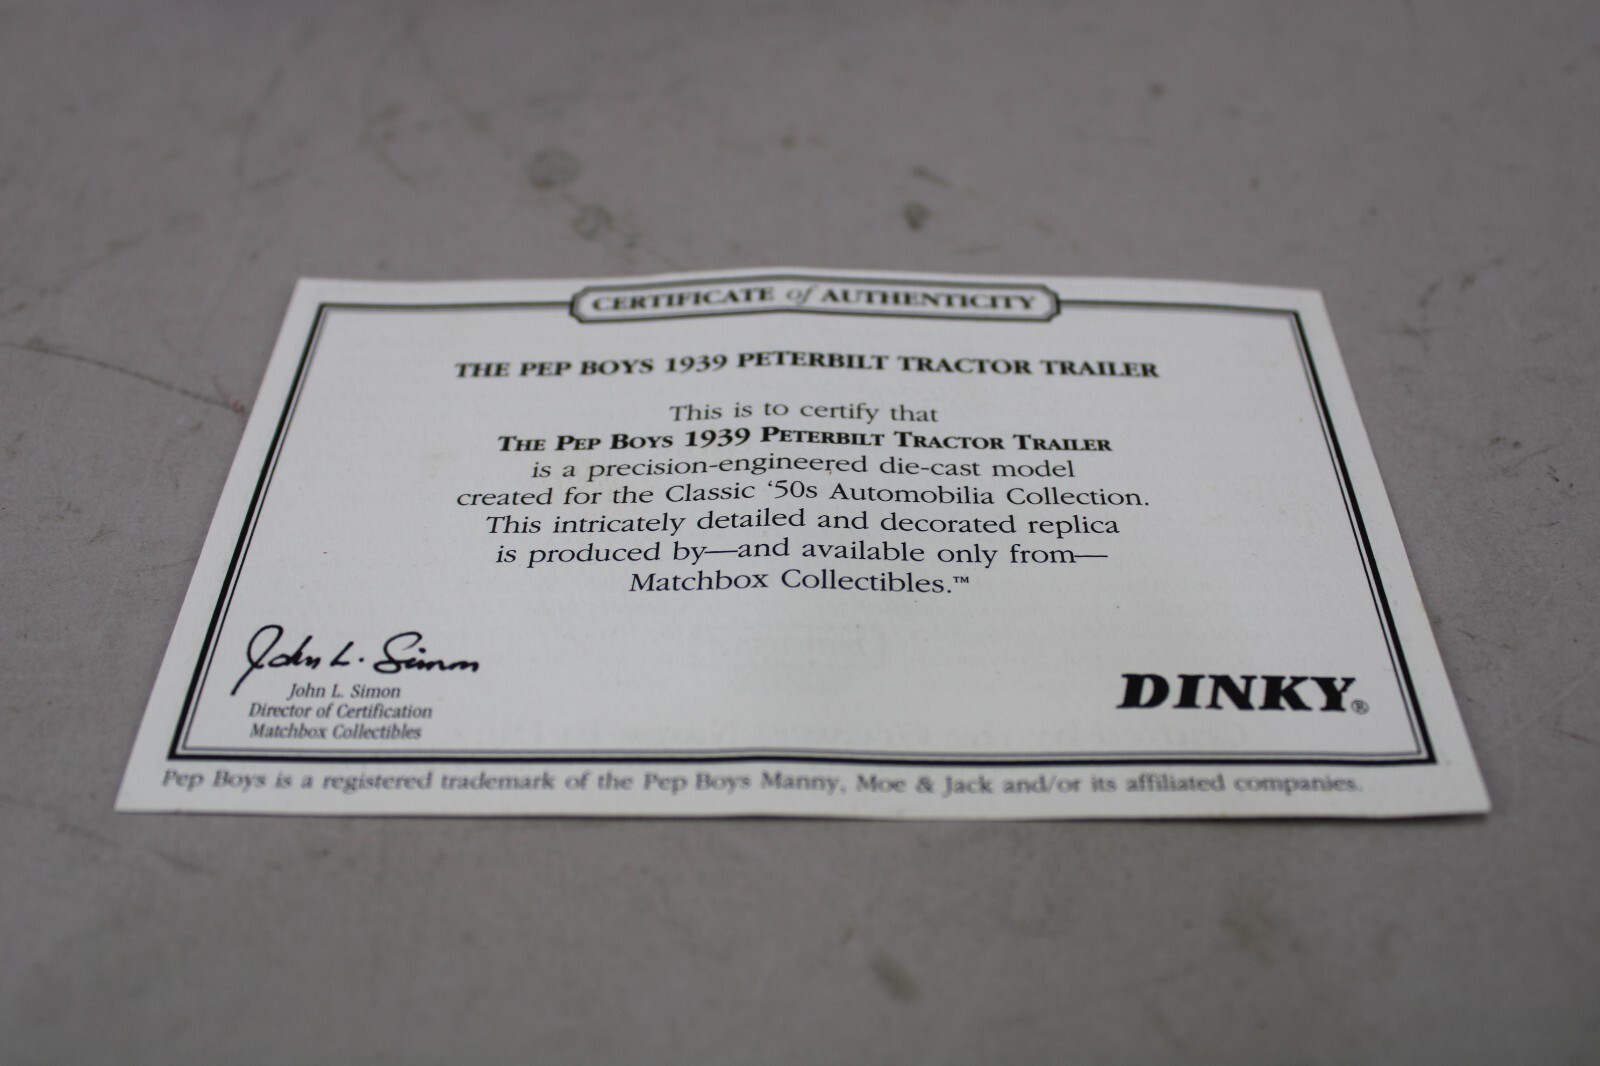 CERTIFICATE of AUTHENTICITY
THE PEP BOYS 1939 PETERBILT TRACTOR TRAILER
This is to certify that
THE PEP BOYS 1939 PETERBILT TRACTOR TRAILER
is a precision-engineered die-cast model
created for the Classic '50s Automobilia Collection.
This intricately detailed and decorated replica
is produced by—and available only from—
Matchbox Collectibles.™
John L. Simon
John L. Simon
Director of Certification
Matchbox Collectibles
DINKY®
Pep Boys is a registered trademark of the Pep Boys Manny, Moe & Jack and/or its affiliated companies.